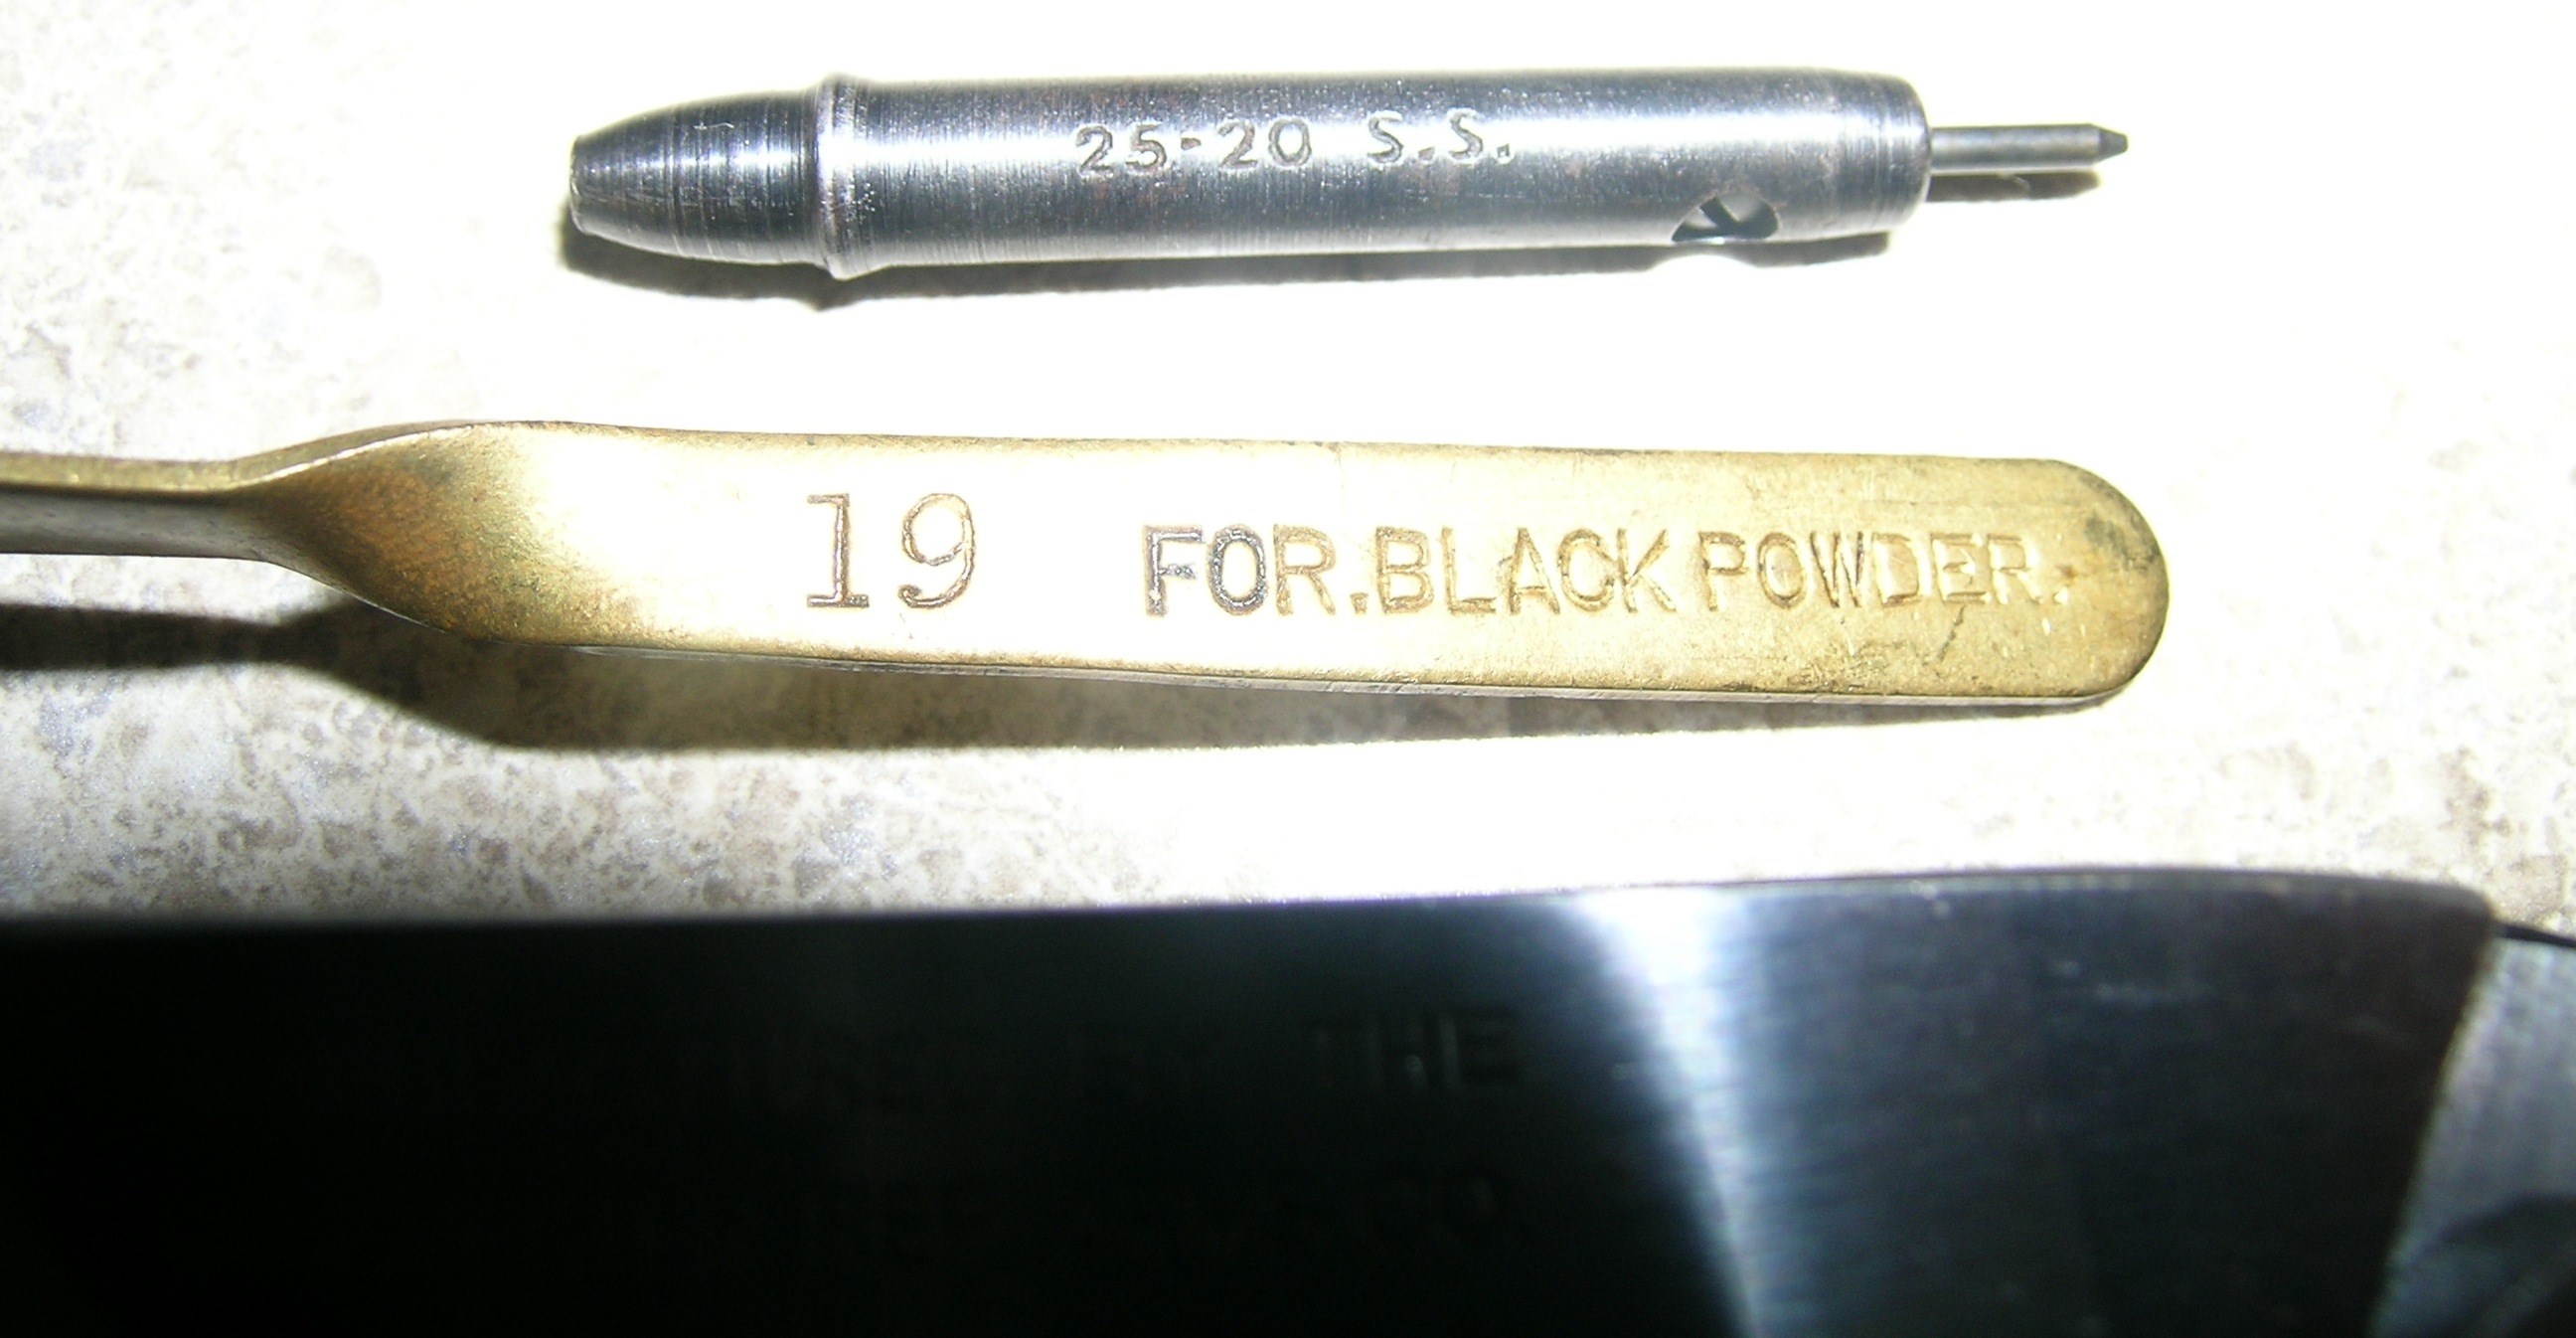 25-20 S.S.
19 FOR.BLACK POWDER.
THE